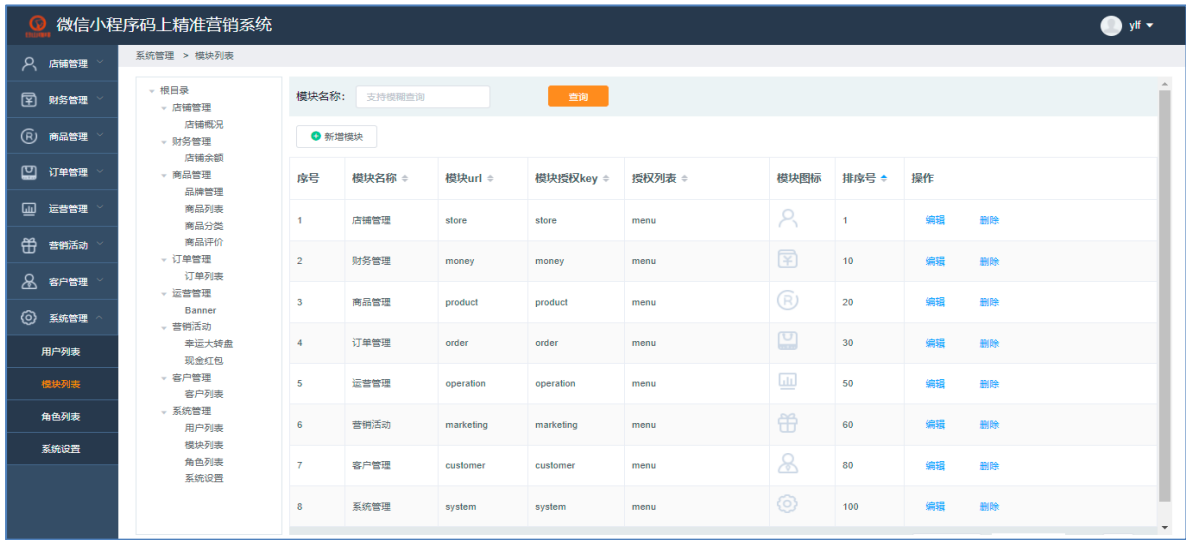 微信小程序码上精准营销系统
ylf
店铺管理
财务管理
商品管理
订单管理
运营管理
营销活动
客户管理
系统管理
用户列表
模块列表
角色列表
系统设置
系统管理 > 模块列表
根目录
店铺管理
店铺概况
财务管理
店铺余额
商品管理
品牌管理
商品列表
商品分类
商品评价
订单管理
订单列表
运营管理
Banner
营销活动
幸运大转盘
现金红包
客户管理
客户列表
系统管理
用户列表
模块列表
角色列表
系统设置
模块名称： 支持模糊查询 查询
新增模块
序号 模块名称 模块url 模块授权key 授权列表 模块图标 排序号 操作
1 店铺管理 store store menu 1 编辑 删除
2 财务管理 money money menu 10 编辑 删除
3 商品管理 product product menu 20 编辑 删除
4 订单管理 order order menu 30 编辑 删除
5 运营管理 operation operation menu 50 编辑 删除
6 营销活动 marketing marketing menu 60 编辑 删除
7 客户管理 customer customer menu 80 编辑 删除
8 系统管理 system system menu 100 编辑 删除